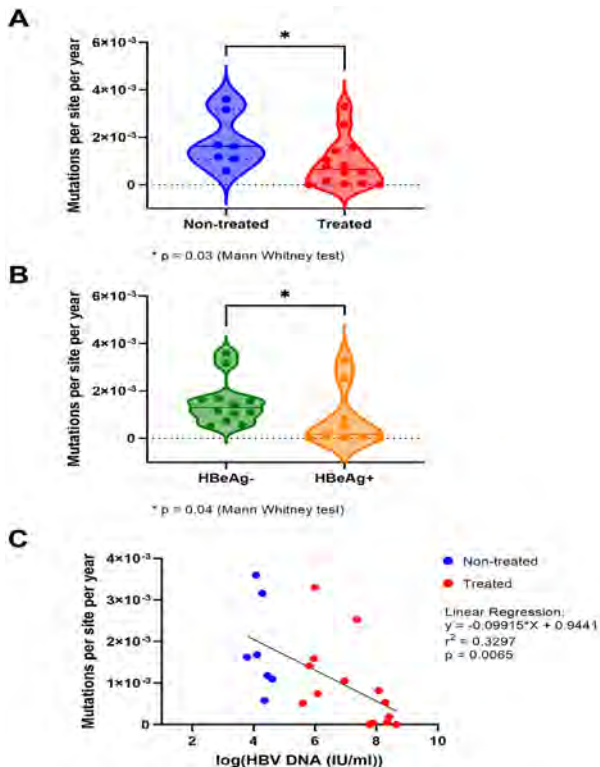 A
Mutations per site per year
6×10⁻³
4×10⁻³
2×10⁻³
0
*
Non-treated
Treated
* p = 0.03 (Mann Whitney test)
B
Mutations per site per year
6×10⁻³
4×10⁻³
2×10⁻³
0
*
HBeAg-
HBeAg+
* p = 0.04 (Mann Whitney test)
C
Mutations per site per year
4×10⁻³
3×10⁻³
2×10⁻³
1×10⁻³
0
2
4
6
8
10
log(HBV DNA (IU/ml))
Non-treated
Treated
Linear Regression:
y = -0.09915*X + 0.9441
r² = 0.3297
p = 0.0065